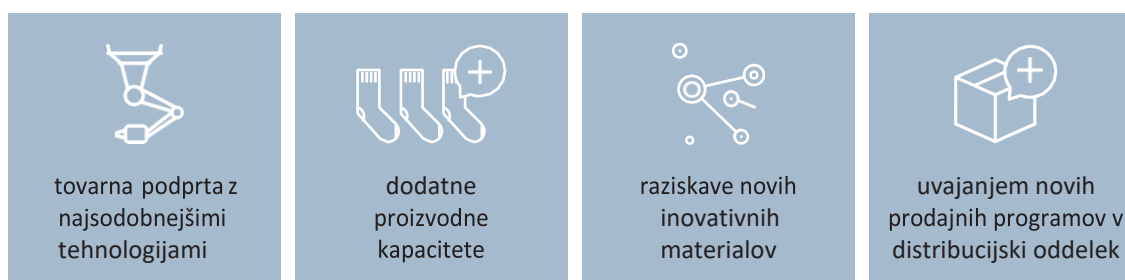 tovarna podprta z
najsodobnejšimi
tehnologijami
dodatne
proizvodne
kapacitete
raziskave novih
inovativnih
materialov
uvajanjem novih
prodajnih programov v
distribucijski oddelek